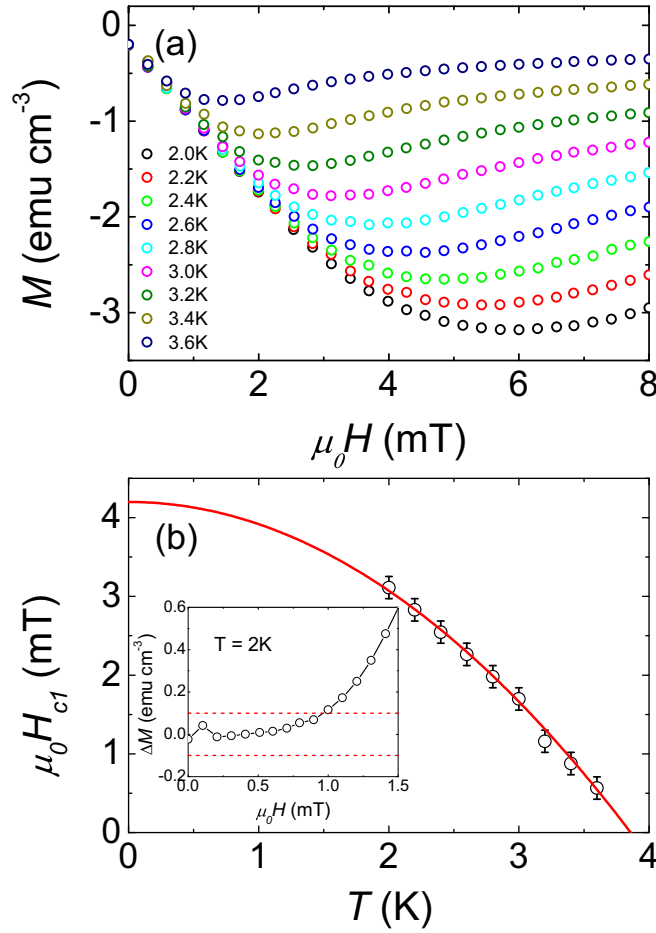 (a)
M (emu cm⁻³)
0
-1
-2
-3
2.0K
2.2K
2.4K
2.6K
2.8K
3.0K
3.2K
3.4K
3.6K
0 2 4 6 8
μ₀H (mT)
(b)
μ₀H_c1 (mT)
4
3
2
1
0
T = 2K
ΔM (emu cm⁻³)
0.6
0.4
0.2
0.0
-0.2
0.0 0.5 1.0 1.5
μ₀H (mT)
0 1 2 3 4
T (K)